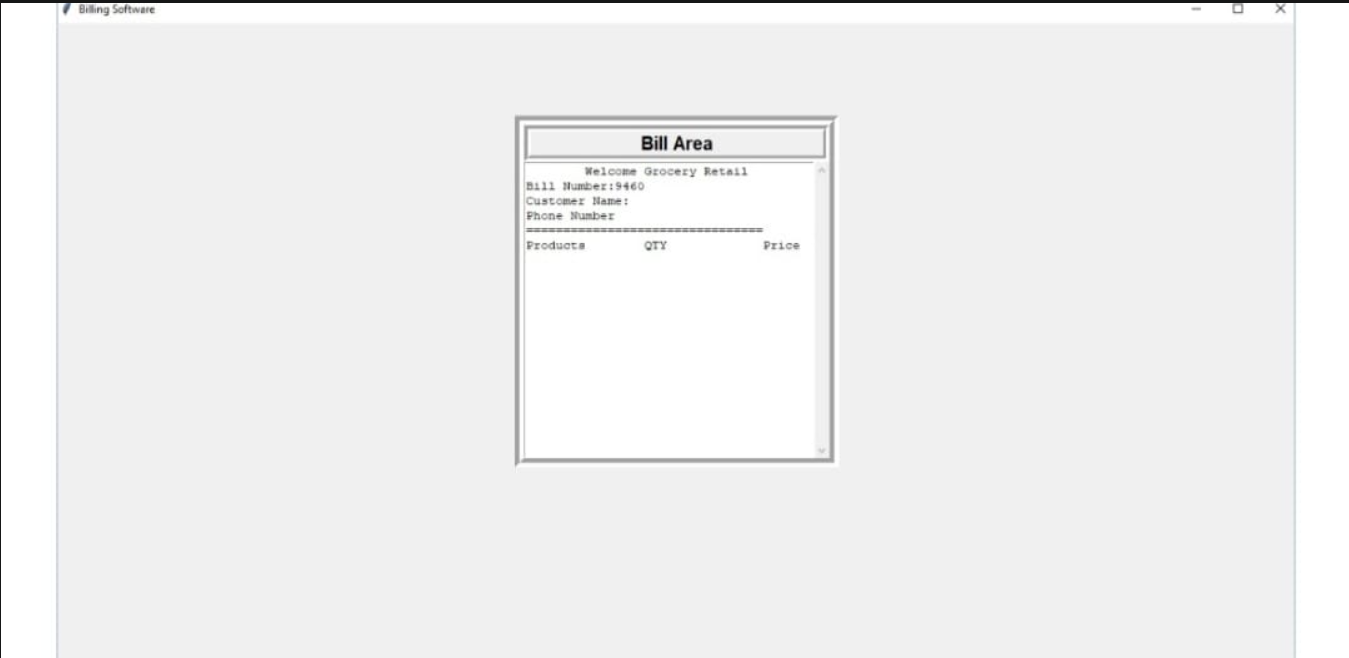 Billing Software
Bill Area
Welcome Grocery Retail
Bill Number:9460
Customer Name:
Phone Number
================================
Products QTY Price